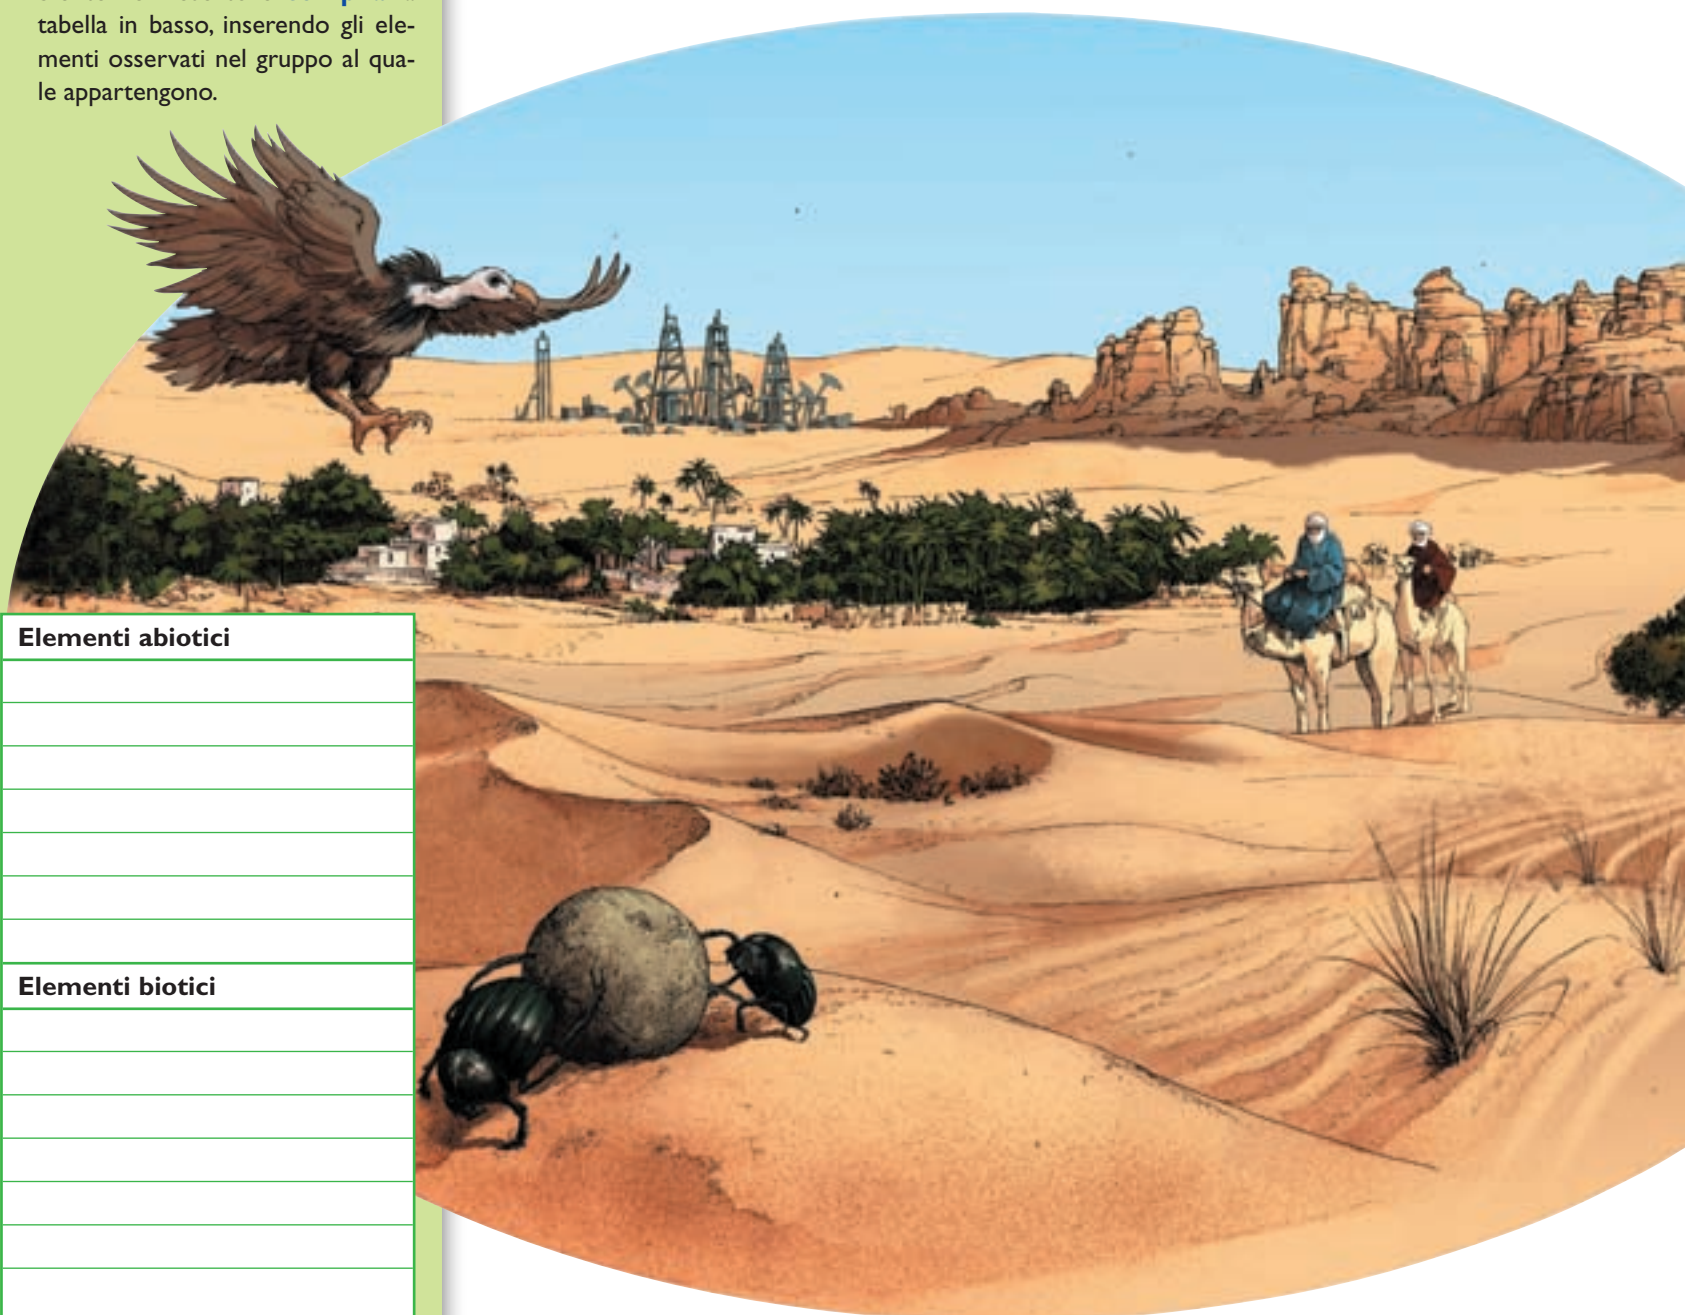 tabella in basso, inserendo gli ele-
menti osservati nel gruppo al qua-
le appartengono.
Elementi abiotici
Elementi biotici